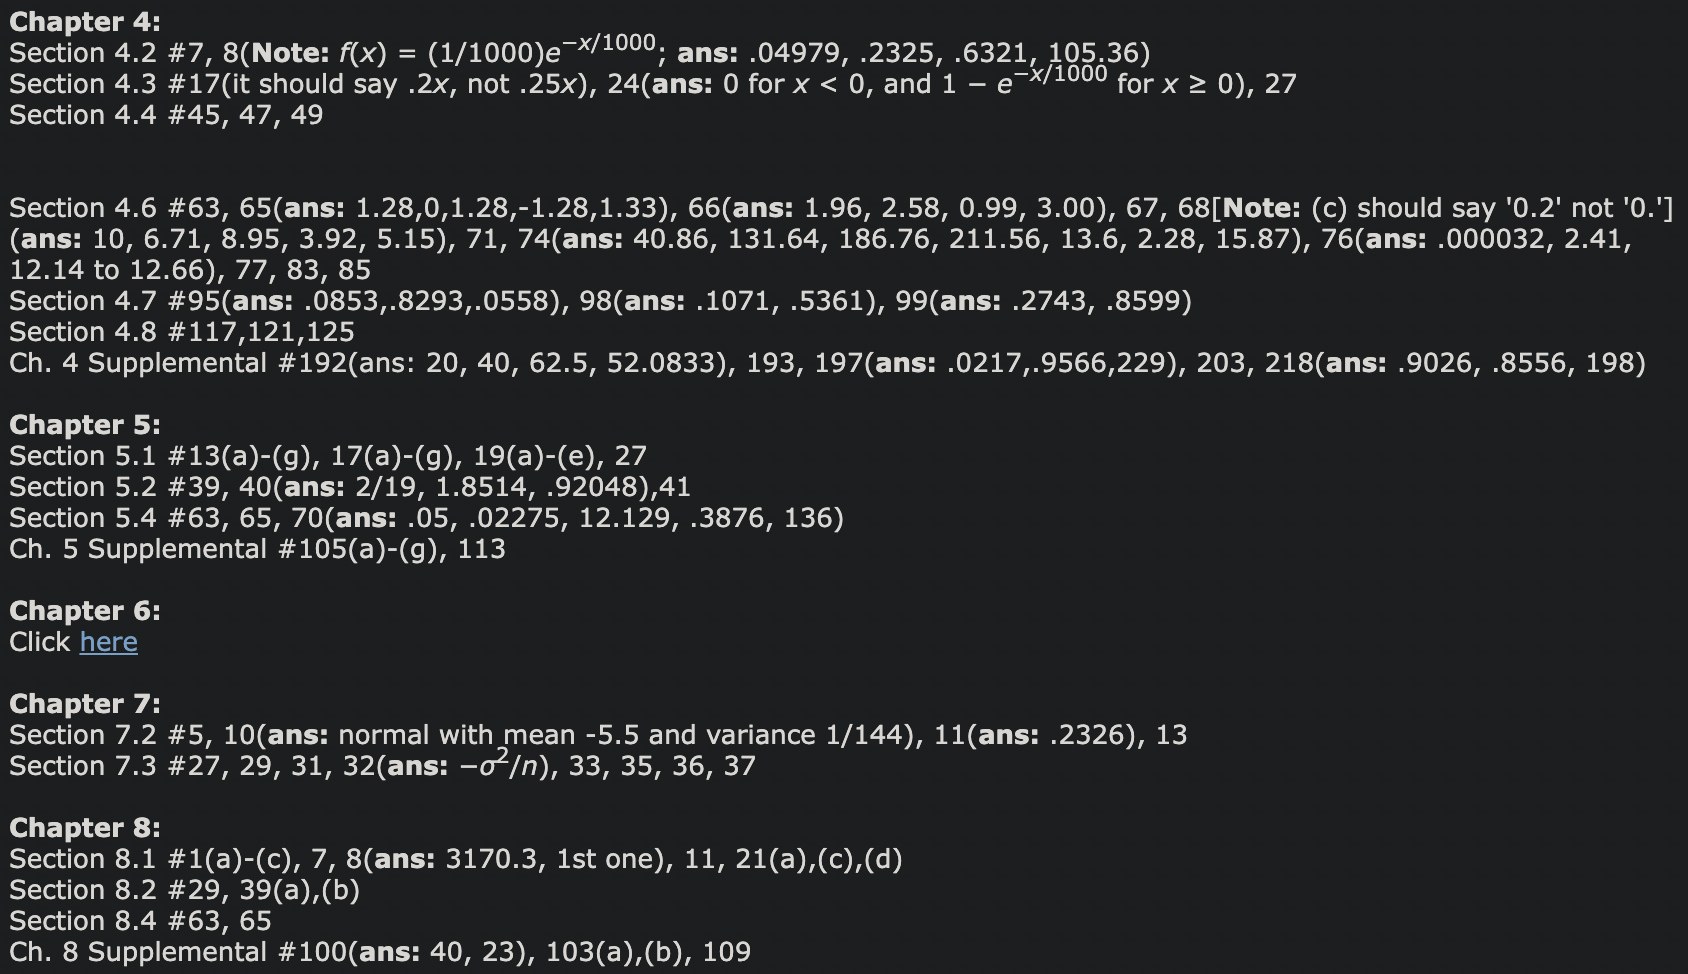 Chapter 4:
Section 4.2 #7, 8(Note: f(x) = (1/1000)e^−x/1000; ans: .04979, .2325, .6321, 105.36)
Section 4.3 #17(it should say .2x, not .25x), 24(ans: 0 for x < 0, and 1 − e^−x/1000 for x ≥ 0), 27
Section 4.4 #45, 47, 49
Section 4.6 #63, 65(ans: 1.28,0,1.28,-1.28,1.33), 66(ans: 1.96, 2.58, 0.99, 3.00), 67, 68[Note: (c) should say '0.2' not '0.']
(ans: 10, 6.71, 8.95, 3.92, 5.15), 71, 74(ans: 40.86, 131.64, 186.76, 211.56, 13.6, 2.28, 15.87), 76(ans: .000032, 2.41,
12.14 to 12.66), 77, 83, 85
Section 4.7 #95(ans: .0853,.8293,.0558), 98(ans: .1071, .5361), 99(ans: .2743, .8599)
Section 4.8 #117,121,125
Ch. 4 Supplemental #192(ans: 20, 40, 62.5, 52.0833), 193, 197(ans: .0217,.9566,229), 203, 218(ans: .9026, .8556, 198)
Chapter 5:
Section 5.1 #13(a)-(g), 17(a)-(g), 19(a)-(e), 27
Section 5.2 #39, 40(ans: 2/19, 1.8514, .92048),41
Section 5.4 #63, 65, 70(ans: .05, .02275, 12.129, .3876, 136)
Ch. 5 Supplemental #105(a)-(g), 113
Chapter 6:
Click here
Chapter 7:
Section 7.2 #5, 10(ans: normal with mean -5.5 and variance 1/144), 11(ans: .2326), 13
Section 7.3 #27, 29, 31, 32(ans: −σ²/n), 33, 35, 36, 37
Chapter 8:
Section 8.1 #1(a)-(c), 7, 8(ans: 3170.3, 1st one), 11, 21(a),(c),(d)
Section 8.2 #29, 39(a),(b)
Section 8.4 #63, 65
Ch. 8 Supplemental #100(ans: 40, 23), 103(a),(b), 109